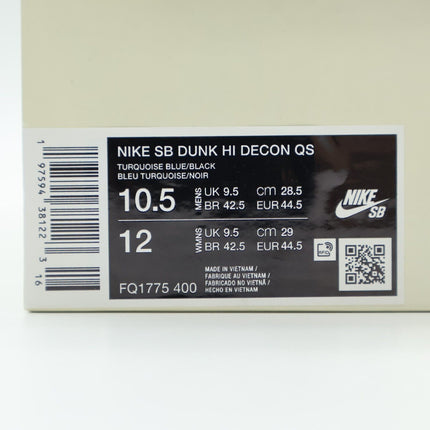 NIKE SB DUNK HI DECON QS
TURQUOISE BLUE/BLACK
BLEU TURQUOISE/NOIR
10.5 MENS UK 9.5 CM 28.5
BR 42.5 EUR 44.5
12 WMNS UK 9.5 CM 29
BR 42.5 EUR 44.5
NIKE
SB
MADE IN VIETNAM /
FABRIQUE AU VIETNAM /
FABRICADO NO VIETNÃ /
HECHO EN VIETNAM
FQ1775 400
1 97594 38122 3 16